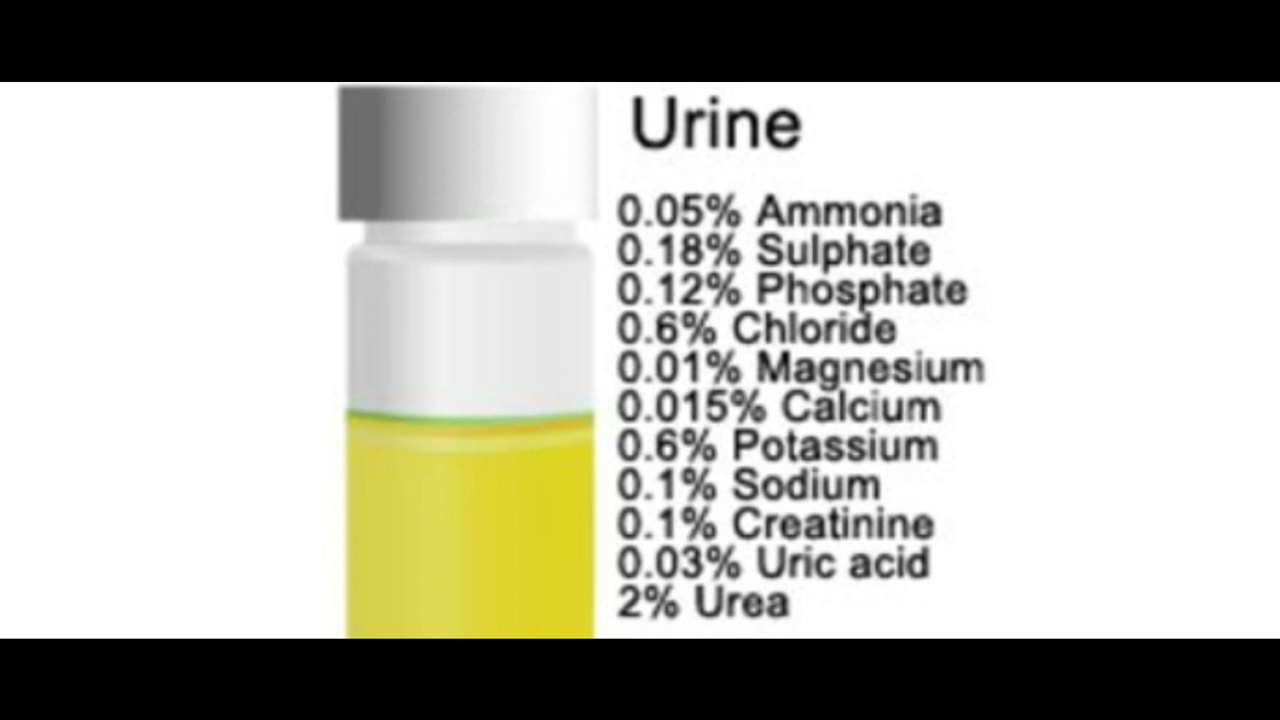 Urine
0.05% Ammonia
0.18% Sulphate
0.12% Phosphate
0.6% Chloride
0.01% Magnesium
0.015% Calcium
0.6% Potassium
0.1% Sodium
0.1% Creatinine
0.03% Uric acid
2% Urea